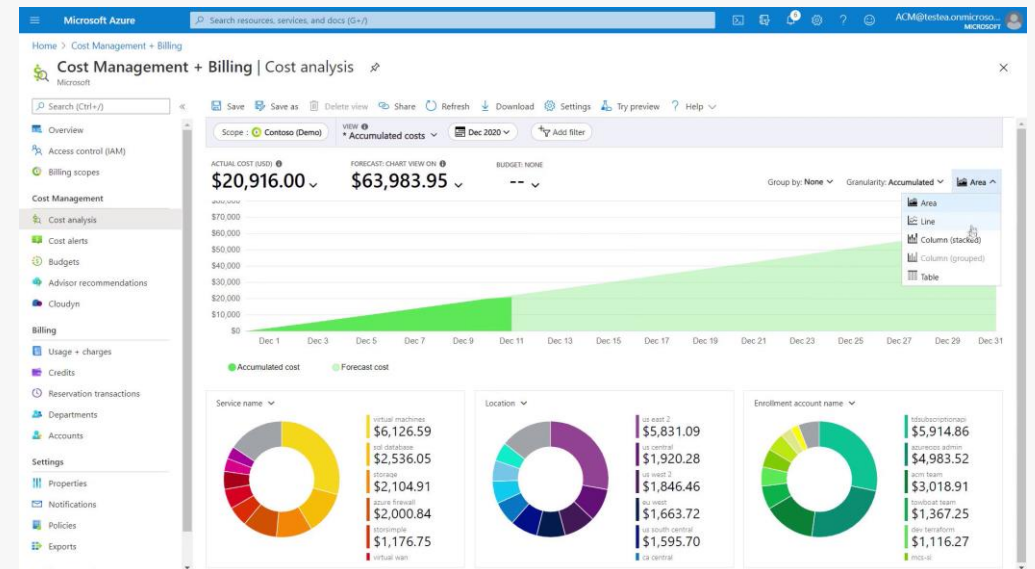 Microsoft Azure
Search resources, services, and docs (G+/)
6
ACM@testea.onmicroso...
MICROSOFT
Home > Cost Management + Billing
Cost Management + Billing | Cost analysis
Microsoft
Search (Ctrl+/)
Save Save as Delete view Share Refresh Download Settings Try preview Help
Overview
Access control (IAM)
Billing scopes
Cost Management
Cost analysis
Cost alerts
Budgets
Advisor recommendations
Cloudyn
Billing
Usage + charges
Credits
Reservation transactions
Departments
Accounts
Settings
Properties
Notifications
Policies
Exports
Scope : Contoso (Demo)
VIEW
* Accumulated costs
Dec 2020
Add filter
ACTUAL COST (USD)
$20,916.00
FORECAST: CHART VIEW ON
$63,983.95
BUDGET: NONE
--
Group by: None Granularity: Accumulated Area
Area
Line
Column (stacked)
Column (grouped)
Table
$70,000
$60,000
$50,000
$40,000
$30,000
$20,000
$10,000
$0
Dec 1 Dec 3 Dec 5 Dec 7 Dec 9 Dec 11 Dec 13 Dec 15 Dec 17 Dec 19 Dec 21 Dec 23 Dec 25 Dec 27 Dec 29 Dec 31
Accumulated cost Forecast cost
Service name
virtual machines
$6,126.59
sql database
$2,536.05
storage
$2,104.91
azure firewall
$2,000.84
storsimple
$1,176.75
virtual wan
Location
us east 2
$5,831.09
us central
$1,920.28
us west 2
$1,846.46
eu west
$1,663.72
us south central
$1,595.70
ca central
Enrollment account name
tdsubscriptionapi
$5,914.86
azureops admin
$4,983.52
acm team
$3,018.91
towboat team
$1,367.25
dev terraform
$1,116.27